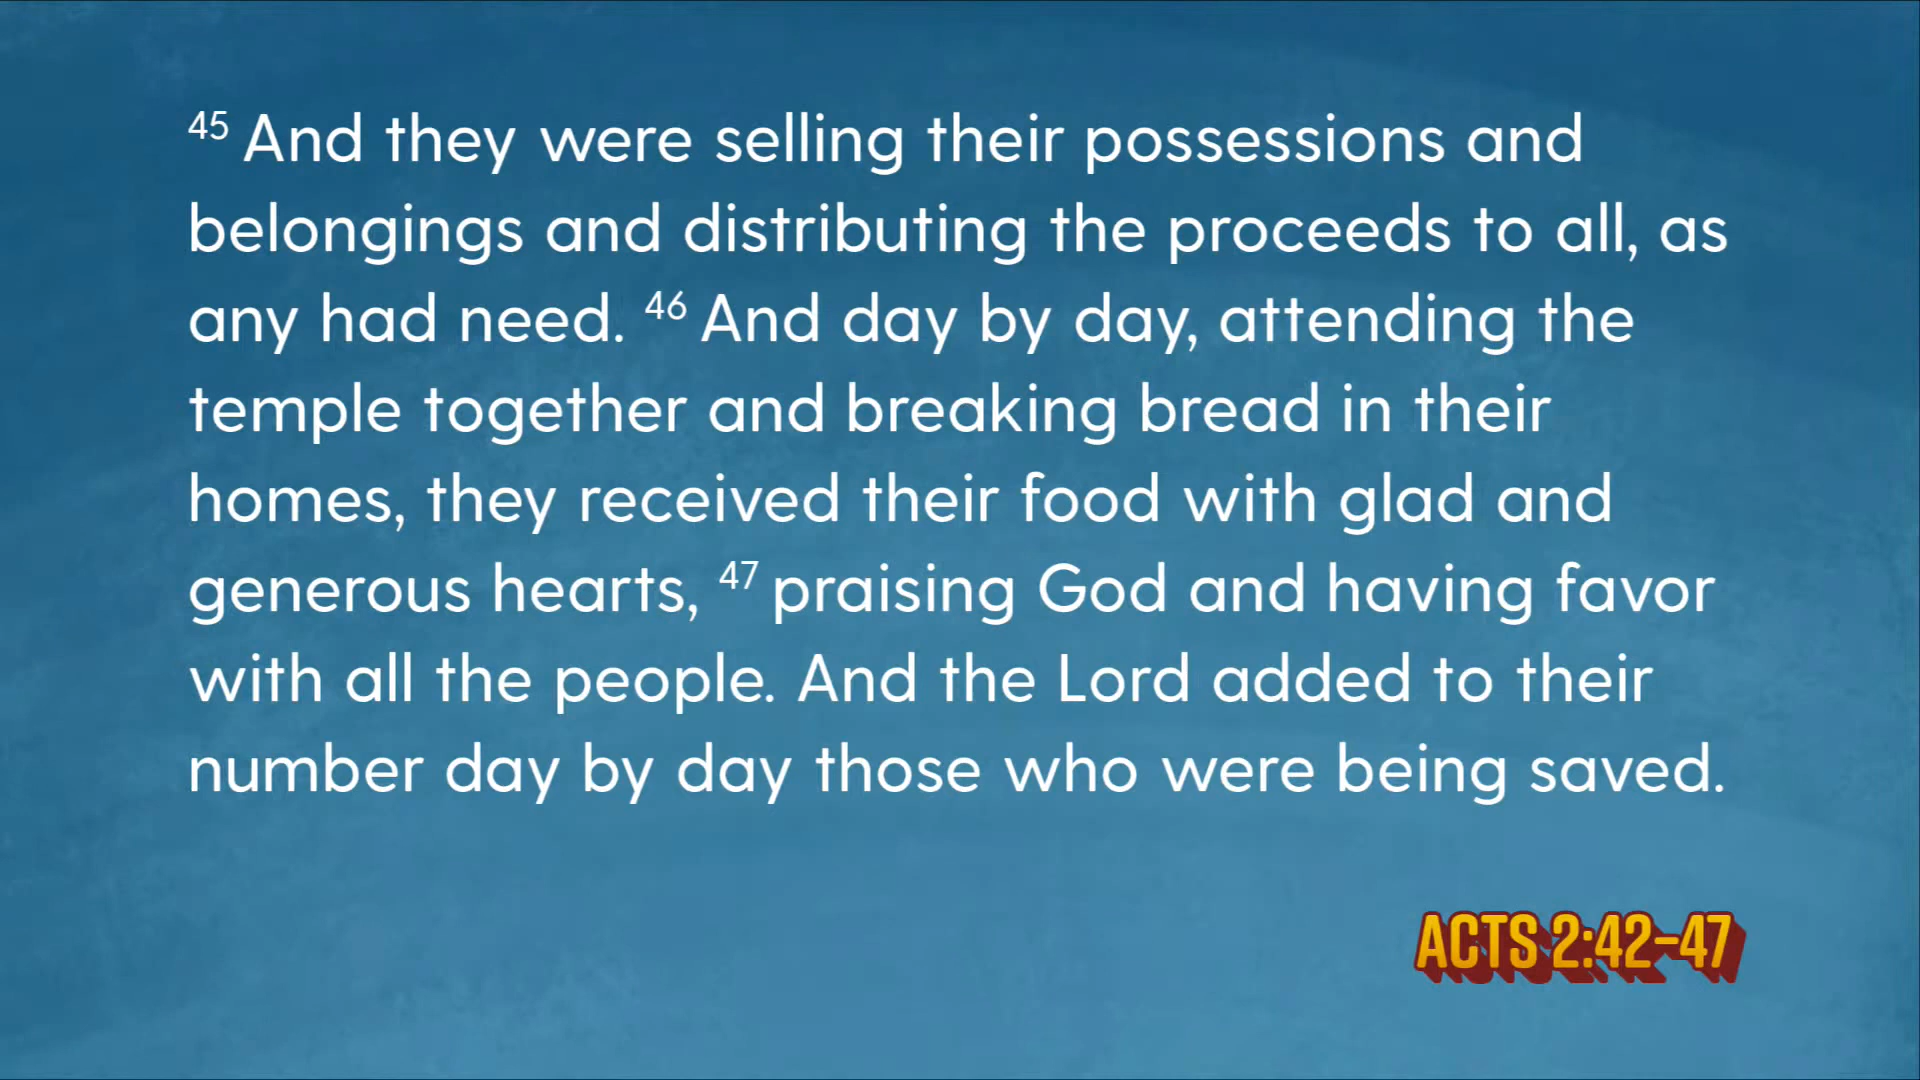 45 And they were selling their possessions and
belongings and distributing the proceeds to all, as
any had need. 46 And day by day, attending the
temple together and breaking bread in their
homes, they received their food with glad and
generous hearts, 47 praising God and having favor
with all the people. And the Lord added to their
number day by day those who were being saved.
ACTS 2:42-47